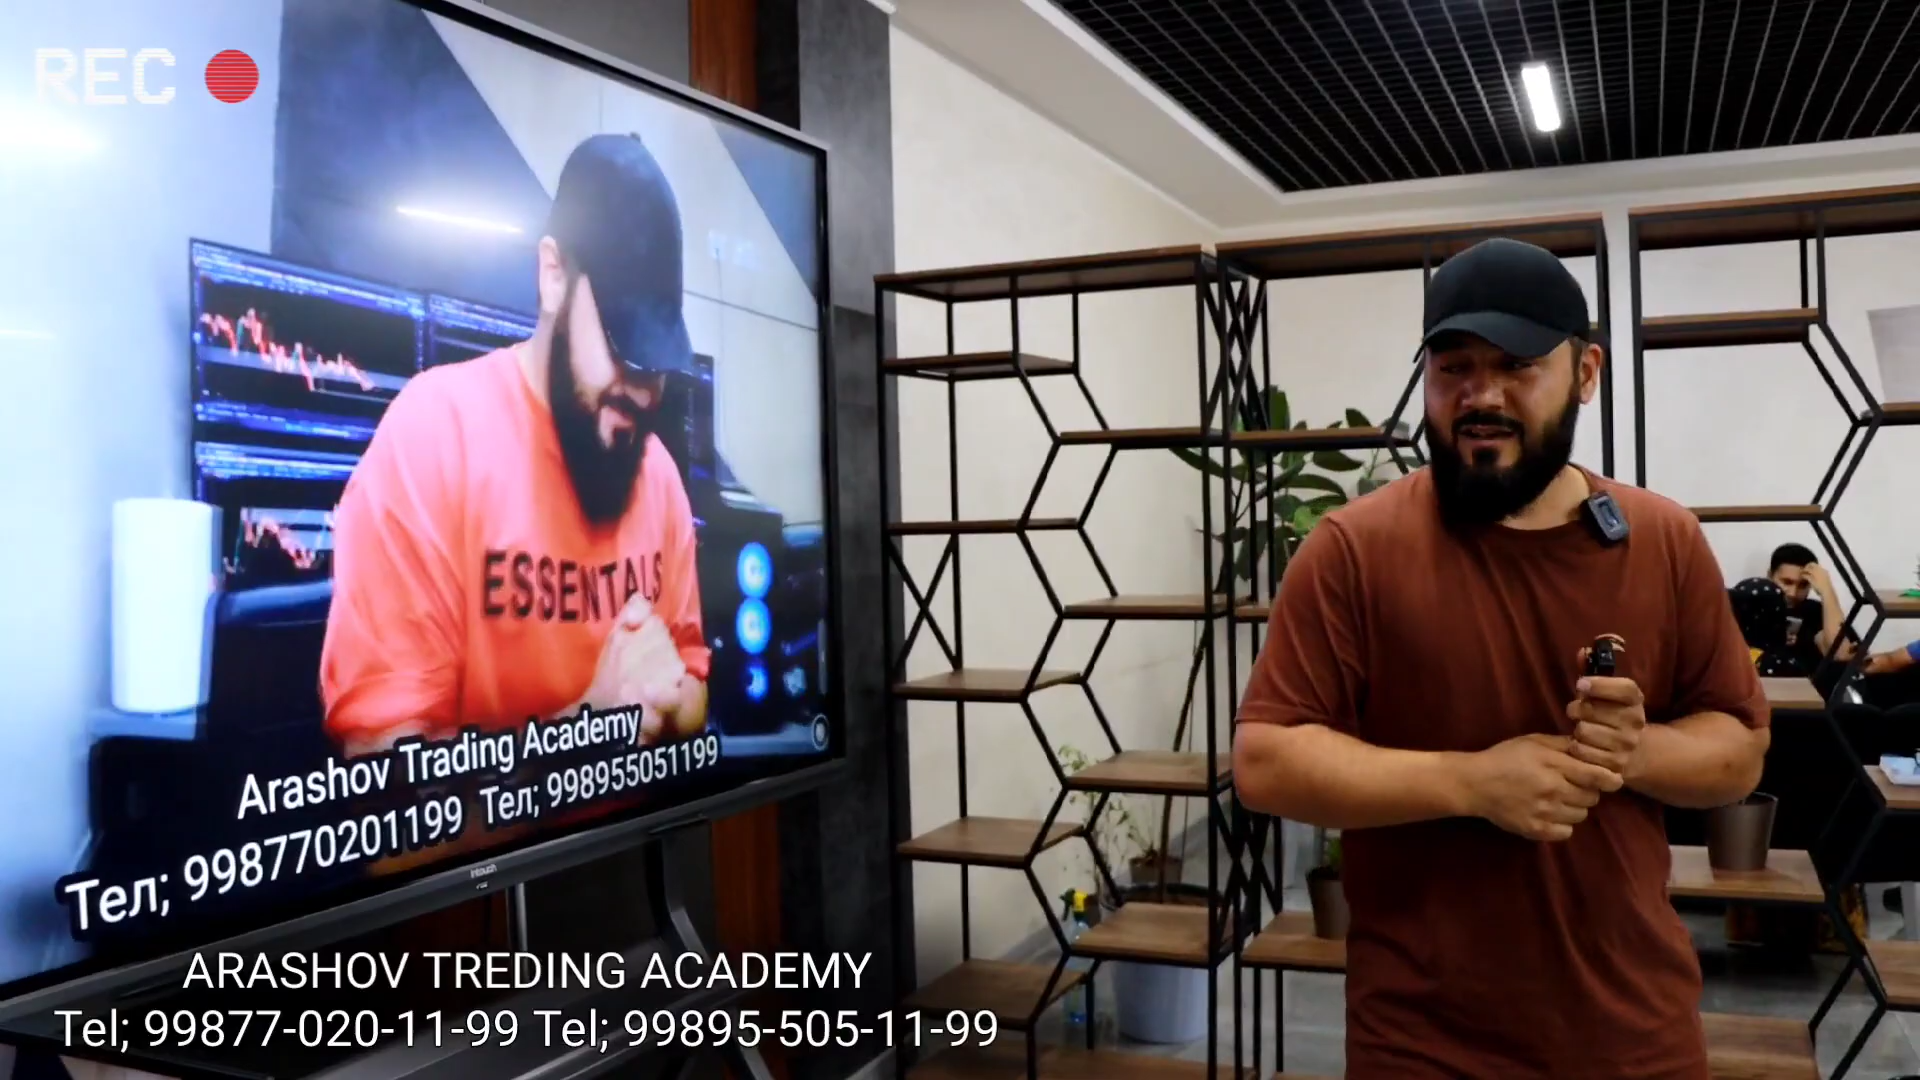 REC
ESSENTALS
Arashov Trading Academy
Тел; 998770201199 Тел; 998955051199
intouch
ARASHOV TREDING ACADEMY
Tel; 99877-020-11-99 Tel; 99895-505-11-99